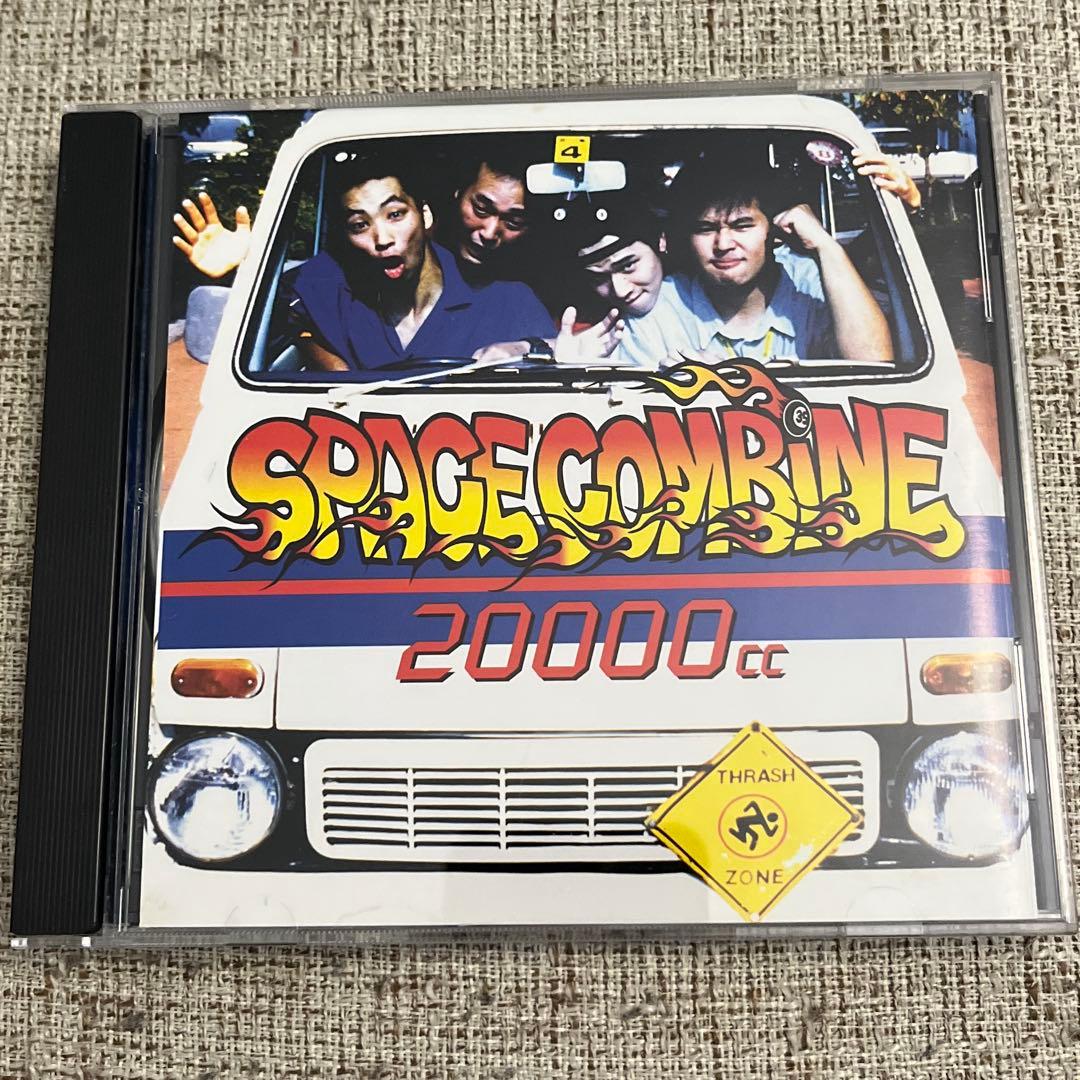 4
SPACE COMBiNE
20000cc
THRASH
ZONE